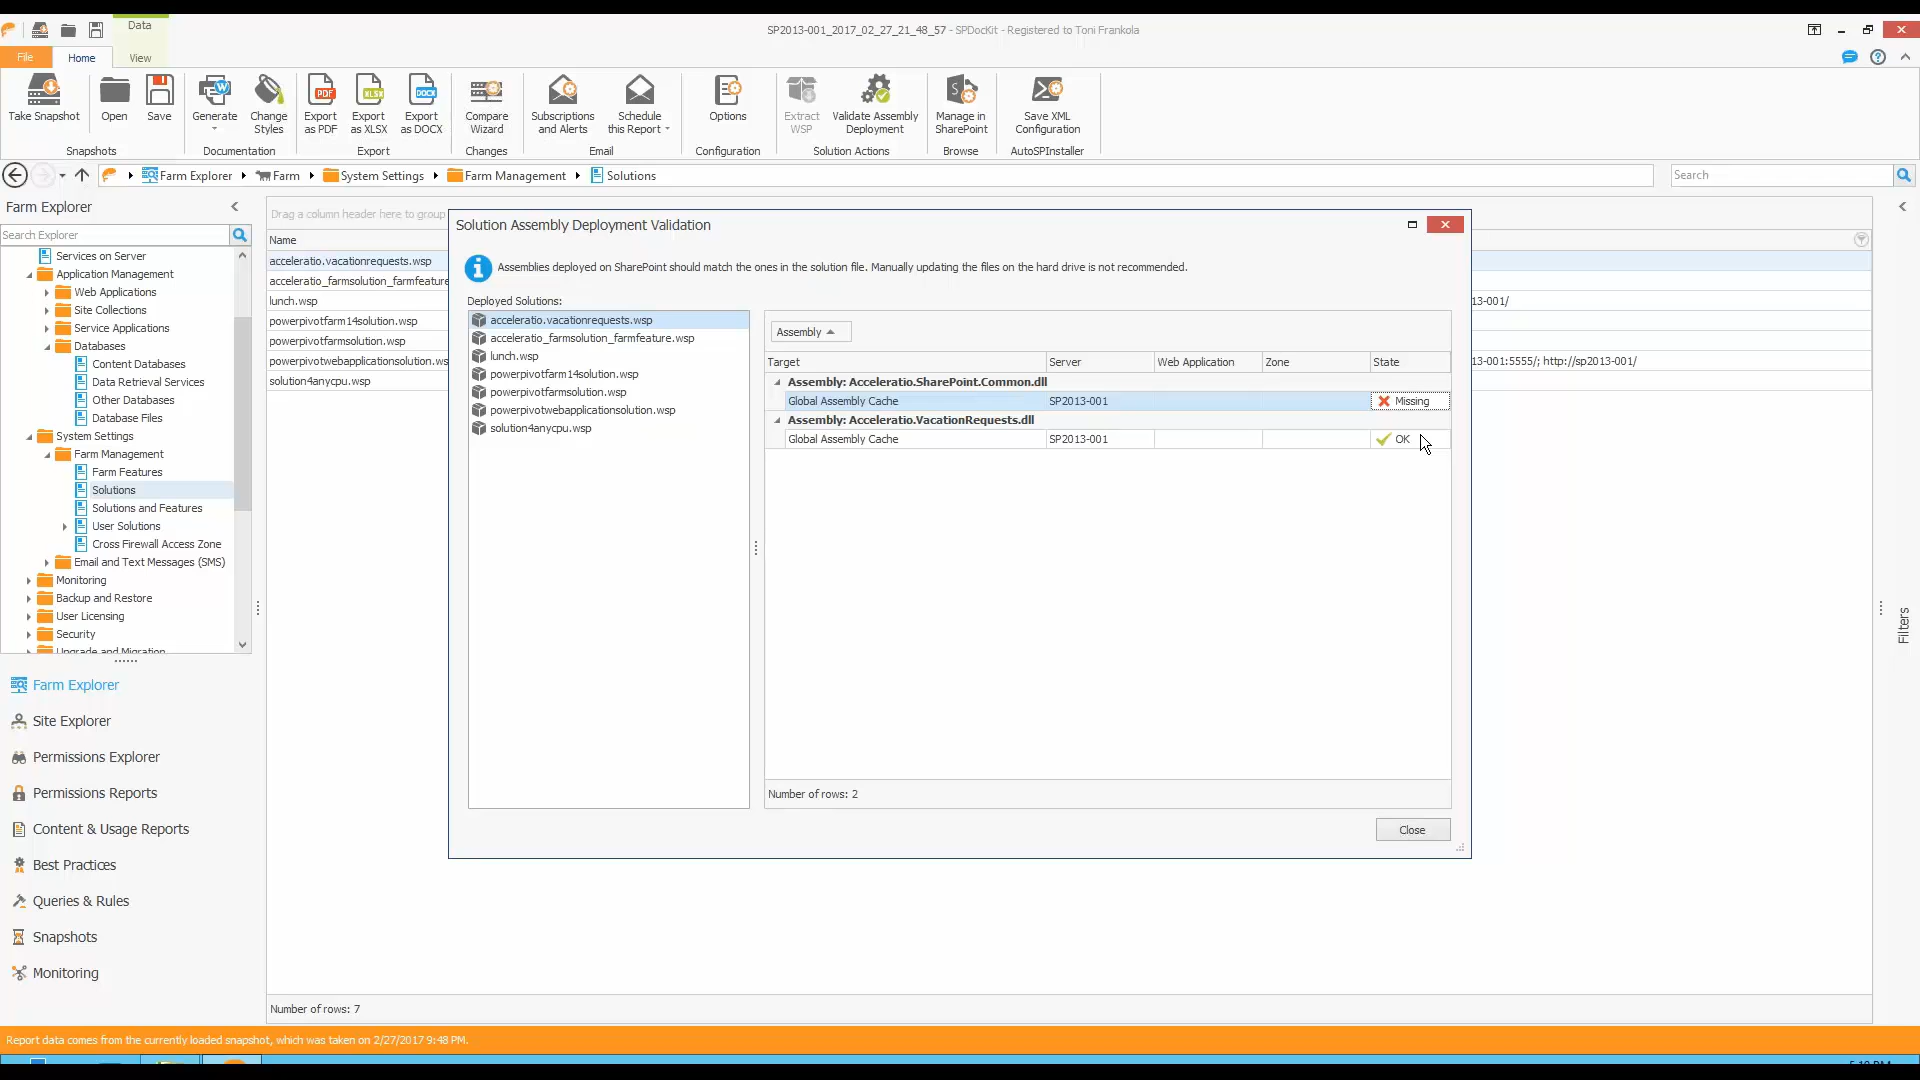 Data
SP2013-001_2017_02_27_21_48_57 - SPDocKit - Registered to Toni Frankola
File Home View
Take Snapshot
Open
Save
Generate
Change Styles
Export as PDF
Export as XLSX
Export as DOCX
Compare Wizard
Subscriptions and Alerts
Schedule this Report
Options
Extract WSP
Validate Assembly Deployment
Manage in SharePoint
Save XML Configuration
Snapshots Documentation Export Changes Email Configuration Solution Actions Browse AutoSPInstaller
Farm Explorer Farm System Settings Farm Management Solutions
Search
Farm Explorer
Search Explorer
Services on Server
Application Management
Web Applications
Site Collections
Service Applications
Databases
Content Databases
Data Retrieval Services
Other Databases
Database Files
System Settings
Farm Management
Farm Features
Solutions
Solutions and Features
User Solutions
Cross Firewall Access Zone
Email and Text Messages (SMS)
Monitoring
Backup and Restore
User Licensing
Security
Upgrade and Migration
Farm Explorer
Site Explorer
Permissions Explorer
Permissions Reports
Content & Usage Reports
Best Practices
Queries & Rules
Snapshots
Monitoring
Drag a column header here to group
Name
acceleratio.vacationrequests.wsp
acceleratio_farmsolution_farmfeature
lunch.wsp
13-001/
powerpivotfarm14solution.wsp
powerpivotfarmsolution.wsp
powerpivotwebapplicationsolution.ws
13-001:5555/; http://sp2013-001/
solution4anycpu.wsp
Number of rows: 7
Filters
Solution Assembly Deployment Validation
Assemblies deployed on SharePoint should match the ones in the solution file. Manually updating the files on the hard drive is not recommended.
Deployed Solutions:
acceleratio.vacationrequests.wsp
acceleratio_farmsolution_farmfeature.wsp
lunch.wsp
powerpivotfarm14solution.wsp
powerpivotfarmsolution.wsp
powerpivotwebapplicationsolution.wsp
solution4anycpu.wsp
Assembly
Target Server Web Application Zone State
Assembly: Acceleratio.SharePoint.Common.dll
Global Assembly Cache SP2013-001 Missing
Assembly: Acceleratio.VacationRequests.dll
Global Assembly Cache SP2013-001 OK
Number of rows: 2
Close
Report data comes from the currently loaded snapshot, which was taken on 2/27/2017 9:48 PM.